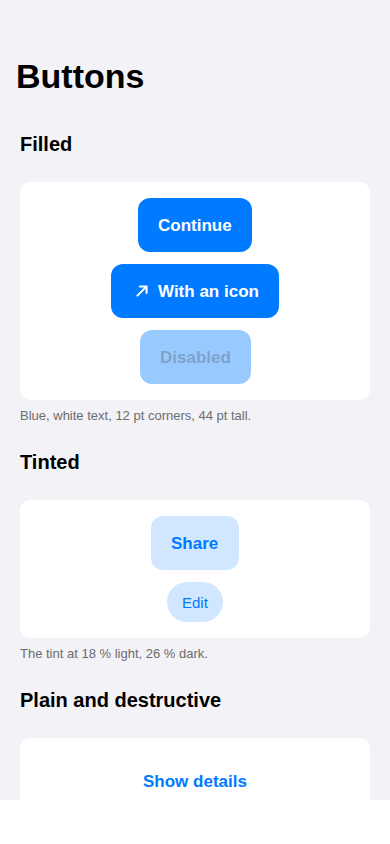 Buttons
Filled
Continue
With an icon
Disabled
Blue, white text, 12 pt corners, 44 pt tall.
Tinted
Share
Edit
The tint at 18 % light, 26 % dark.
Plain and destructive
Show details